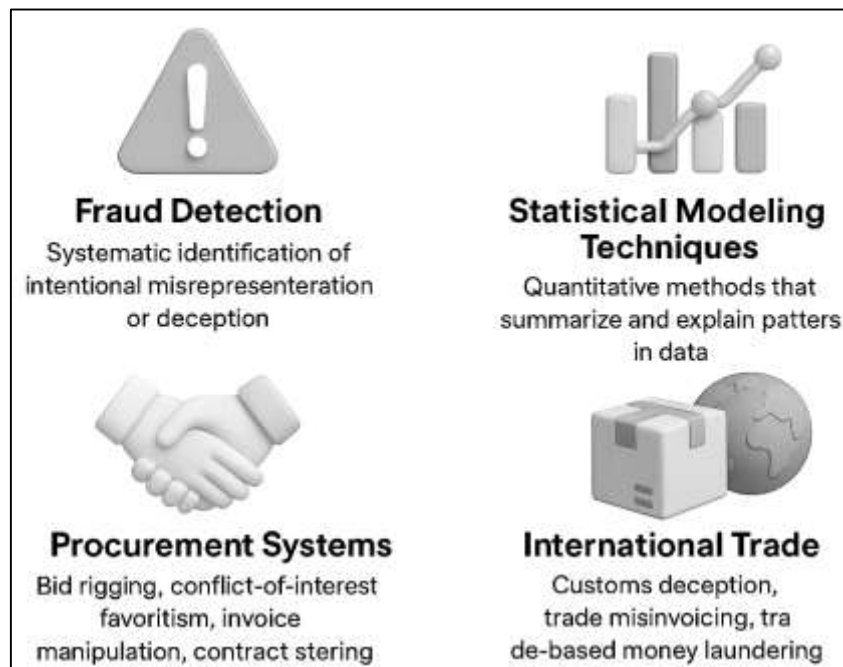 Fraud Detection
Systematic identification of
intentional misrepresenteration
or deception
Statistical Modeling
Techniques
Quantitative methods that
summarize and explain patters
in data
Procurement Systems
Bid rigging, conflict-of-interest
favoritism, invoice
manipulation, contract stering
International Trade
Customs deception,
trade misinvoicing, tra
de-based money laundering